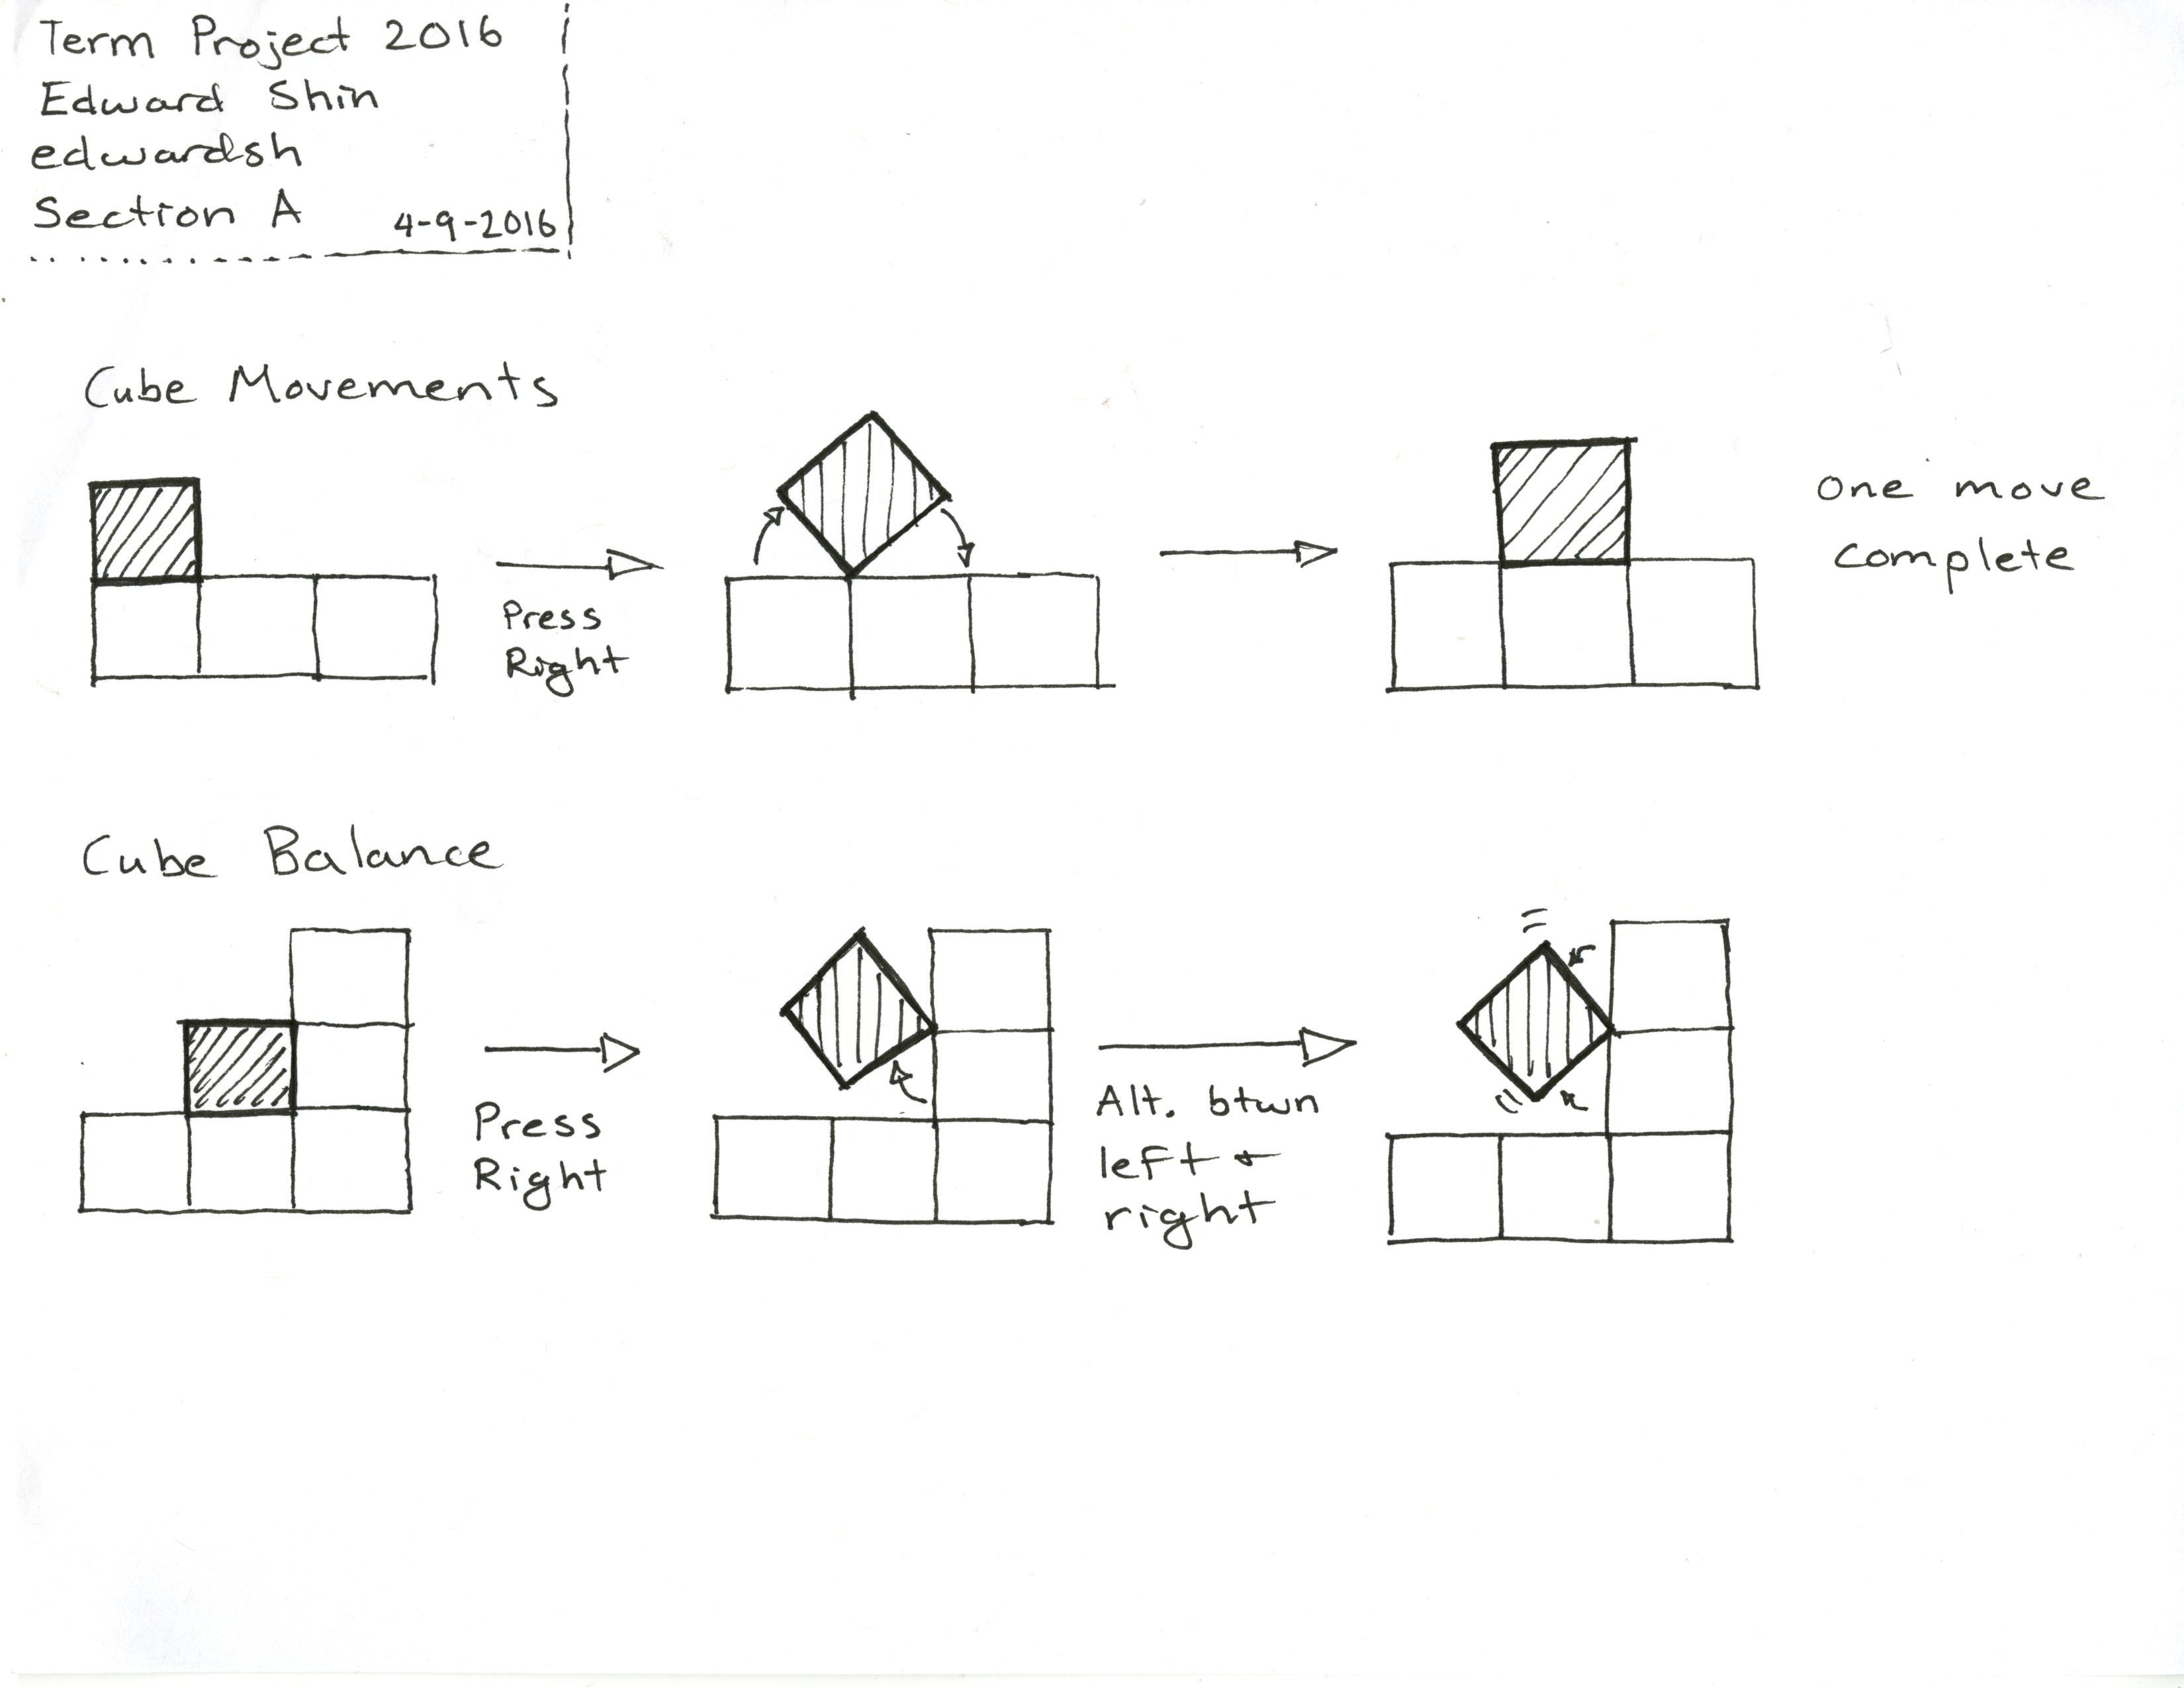 Term Project 2016
Edward Shin
edwardsh
Section A 4-9-2016
Cube Movements
Press
Right
One move
complete
Cube Balance
Press
Right
Alt. btwn
left &
right